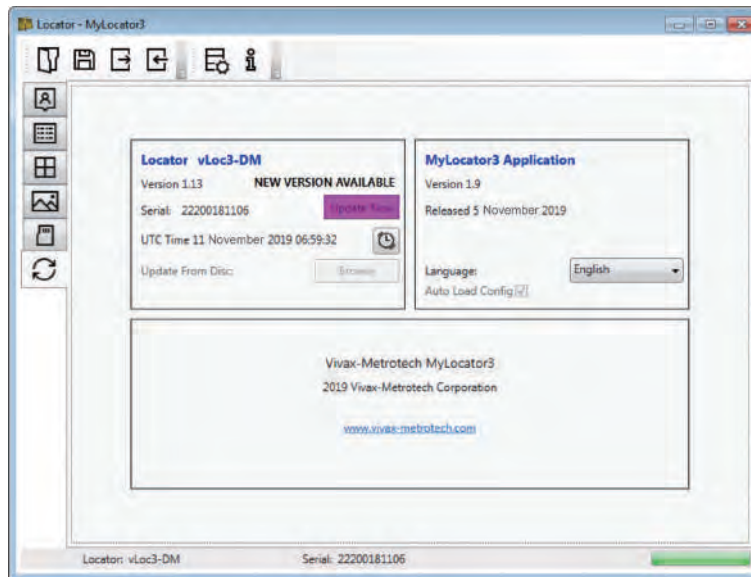 Locator - MyLocator3
Locator vLoc3-DM
Version 1.13 NEW VERSION AVAILABLE
Serial: 22200181106 Update Now
UTC Time 11 November 2019 06:59:32
Update From Disc: Browse
MyLocator3 Application
Version 1.9
Released 5 November 2019
Language: English
Auto Load Config
Vivax-Metrotech MyLocator3
2019 Vivax-Metrotech Corporation
www.vivax-metrotech.com
Locator: vLoc3-DM Serial: 22200181106